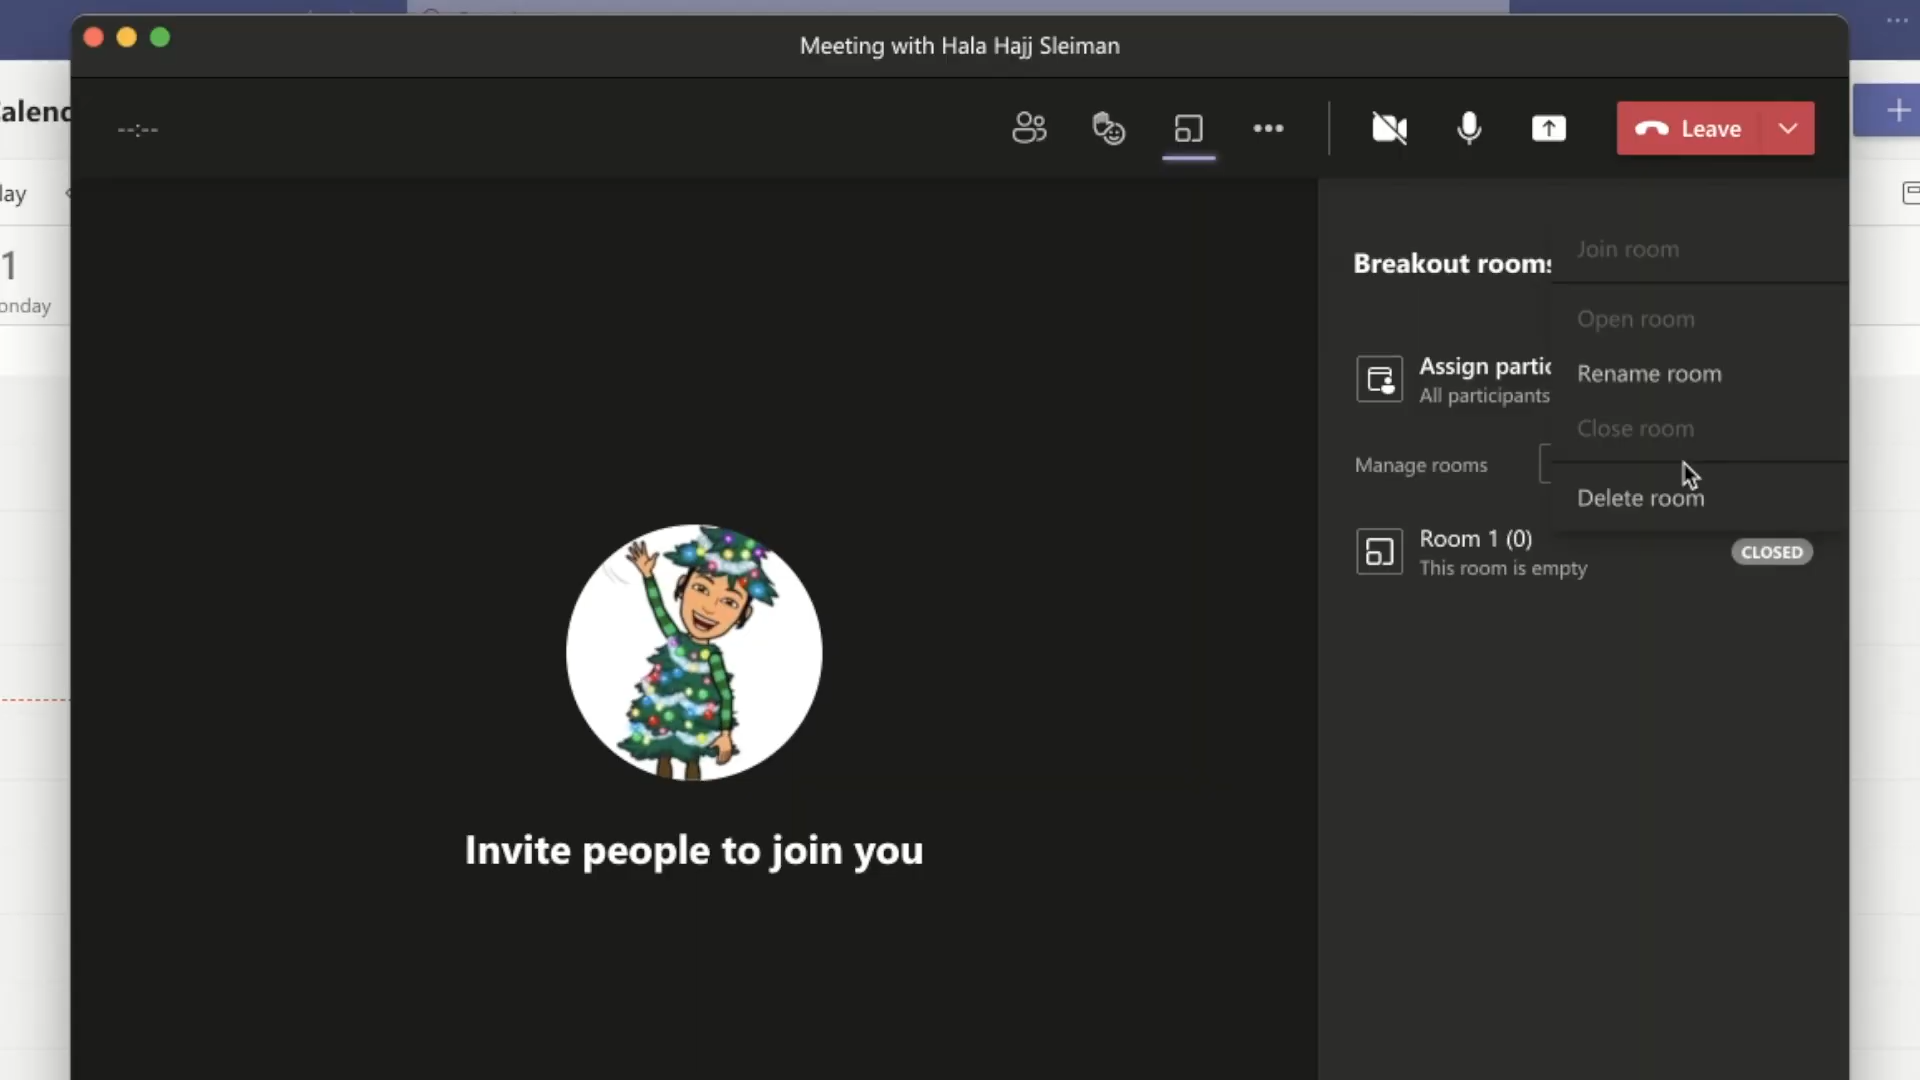 Meeting with Hala Hajj Sleiman
--:--
Leave
Breakout rooms
Join room
Open room
Assign partic
All participants
Rename room
Close room
Manage rooms
Delete room
Room 1 (0)
This room is empty
CLOSED
Invite people to join you
Calend
lay
1
onday